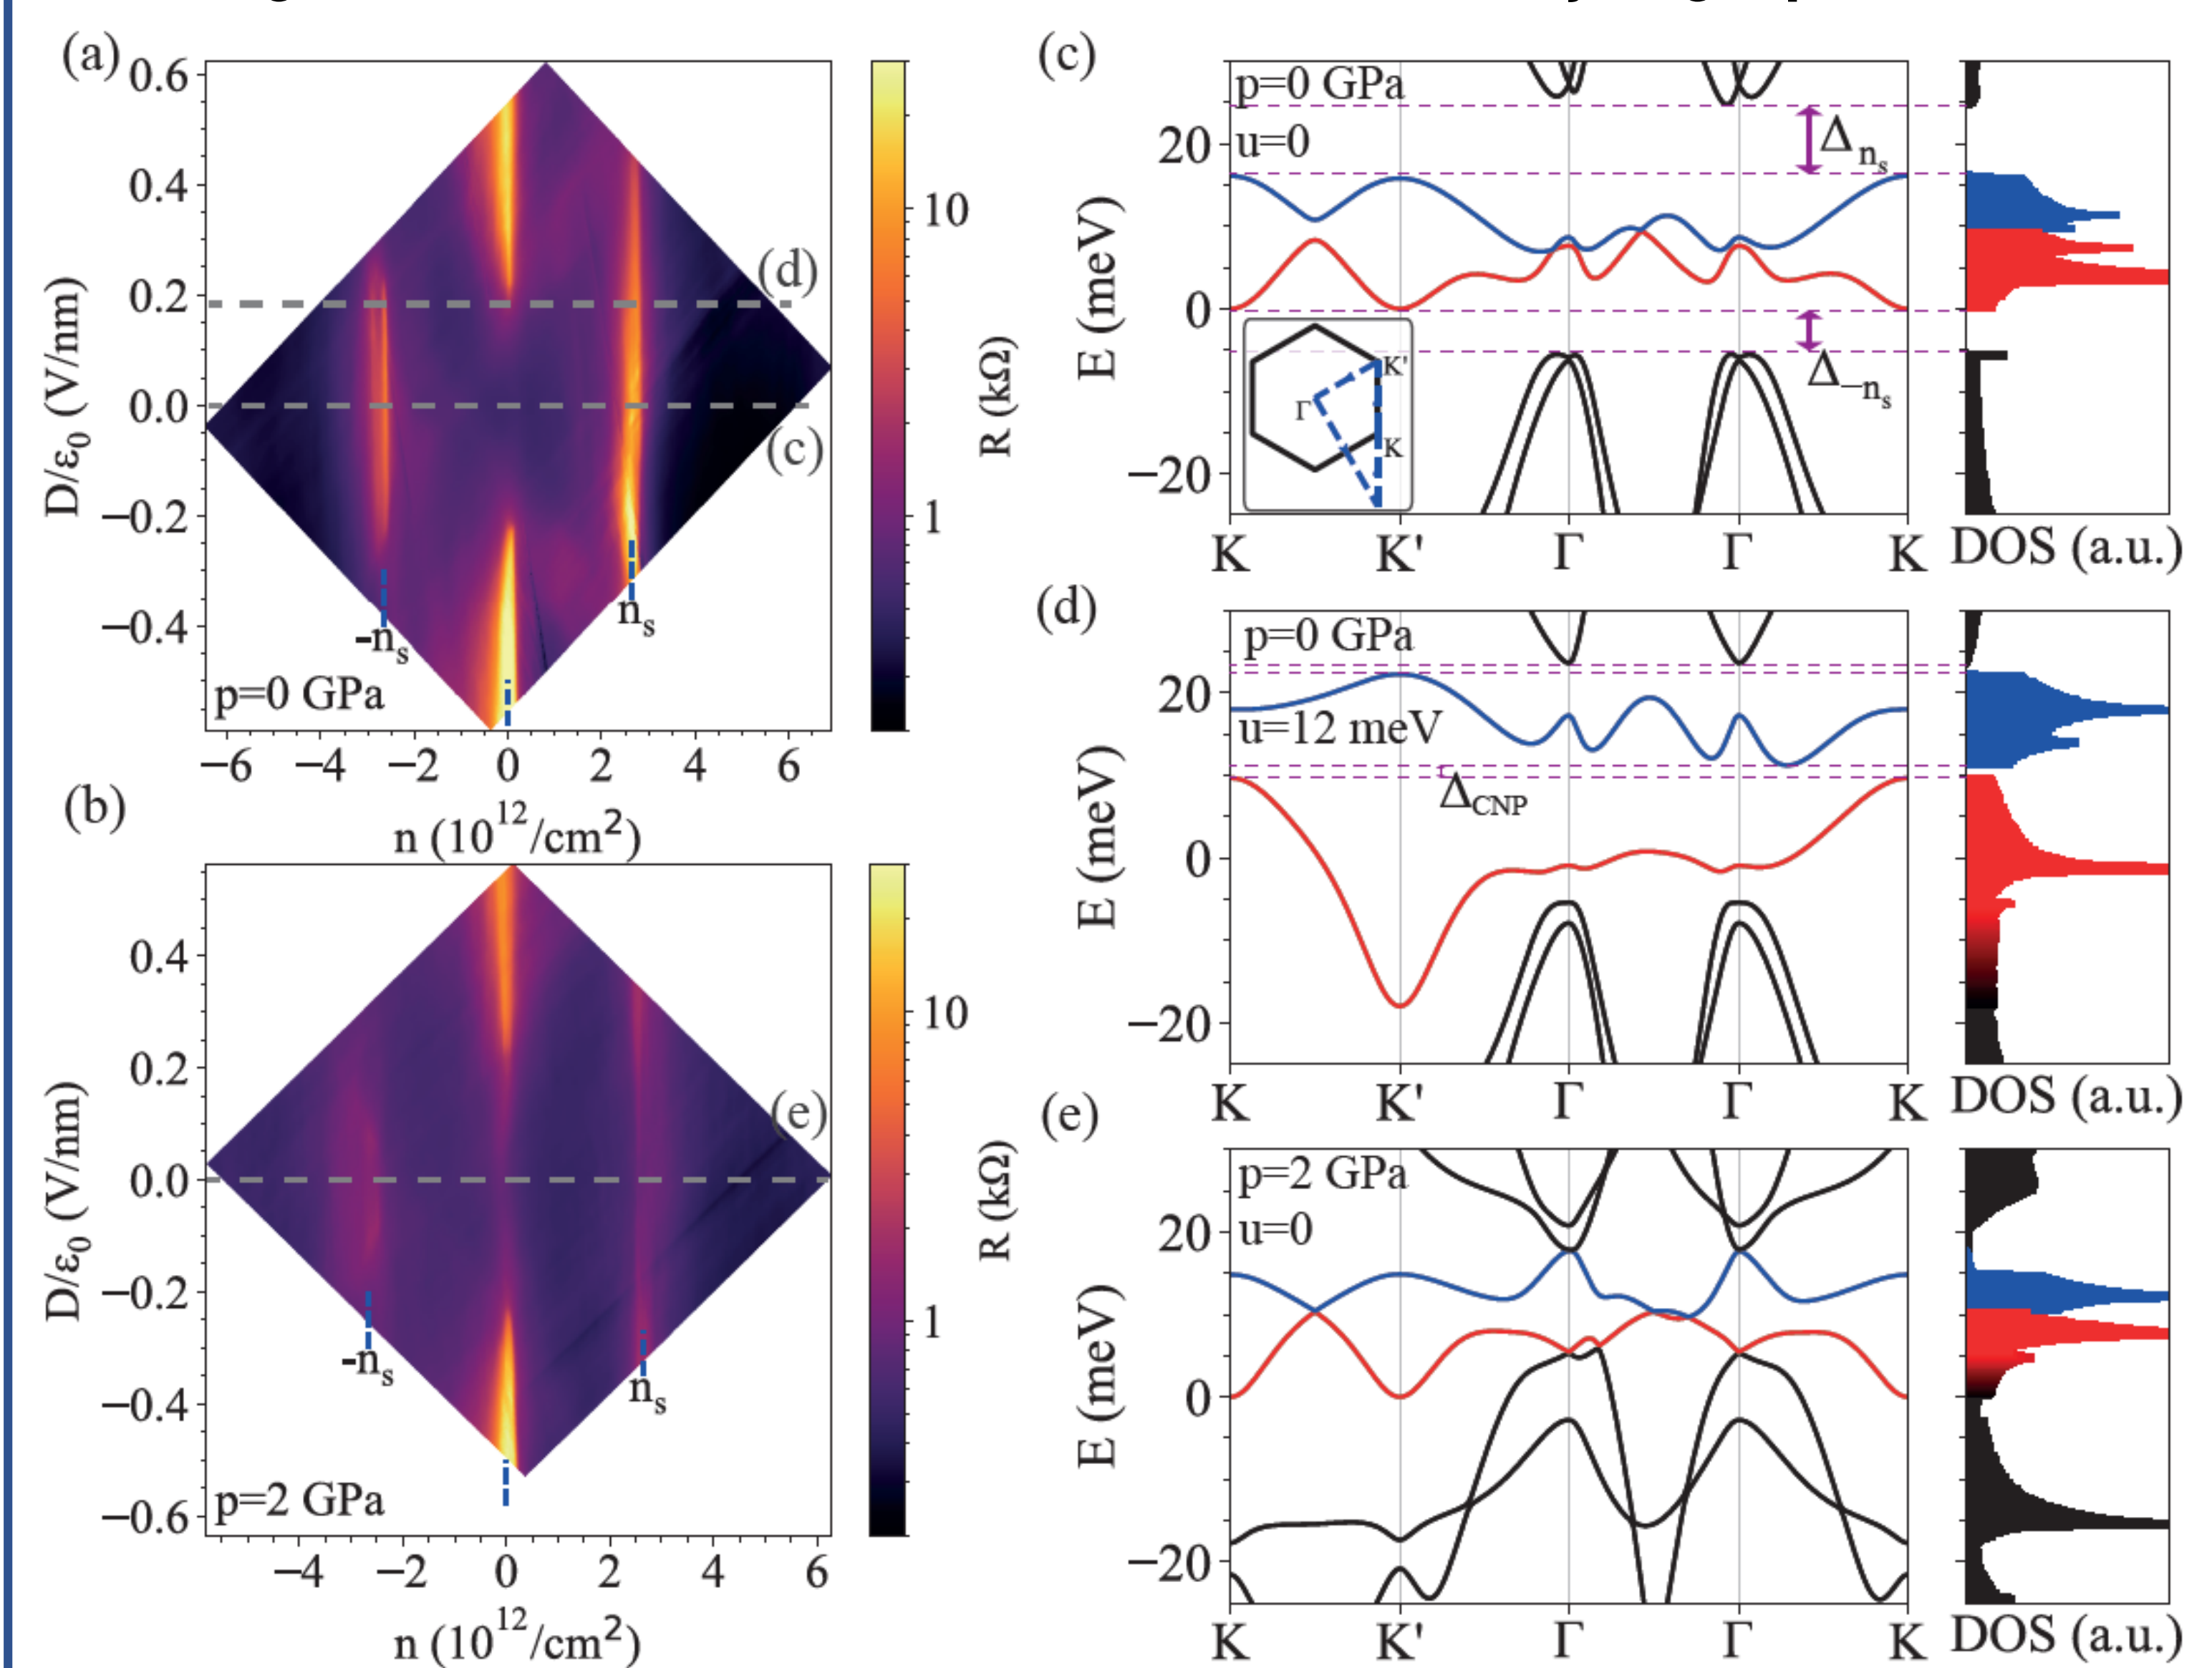 (a)
0.6
0.4
0.2
0.0
−0.2
−0.4
D/ε0 (V/nm)
(d)
(c)
-ns
ns
p=0 GPa
−6 −4 −2 0 2 4 6
n (10^12/cm²)
10
1
R (kΩ)
(b)
0.4
0.2
0.0
−0.2
−0.4
−0.6
D/ε0 (V/nm)
(e)
-ns
ns
p=2 GPa
−4 −2 0 2 4 6
n (10^12/cm²)
10
1
R (kΩ)
(c)
p=0 GPa
u=0
20
0
−20
E (meV)
Δns
Δ−ns
Γ
K'
K
K K' Γ Γ K
DOS (a.u.)
(d)
p=0 GPa
u=12 meV
20
0
−20
E (meV)
ΔCNP
K K' Γ Γ K
DOS (a.u.)
(e)
p=2 GPa
u=0
20
0
−20
E (meV)
K K' Γ Γ K
DOS (a.u.)